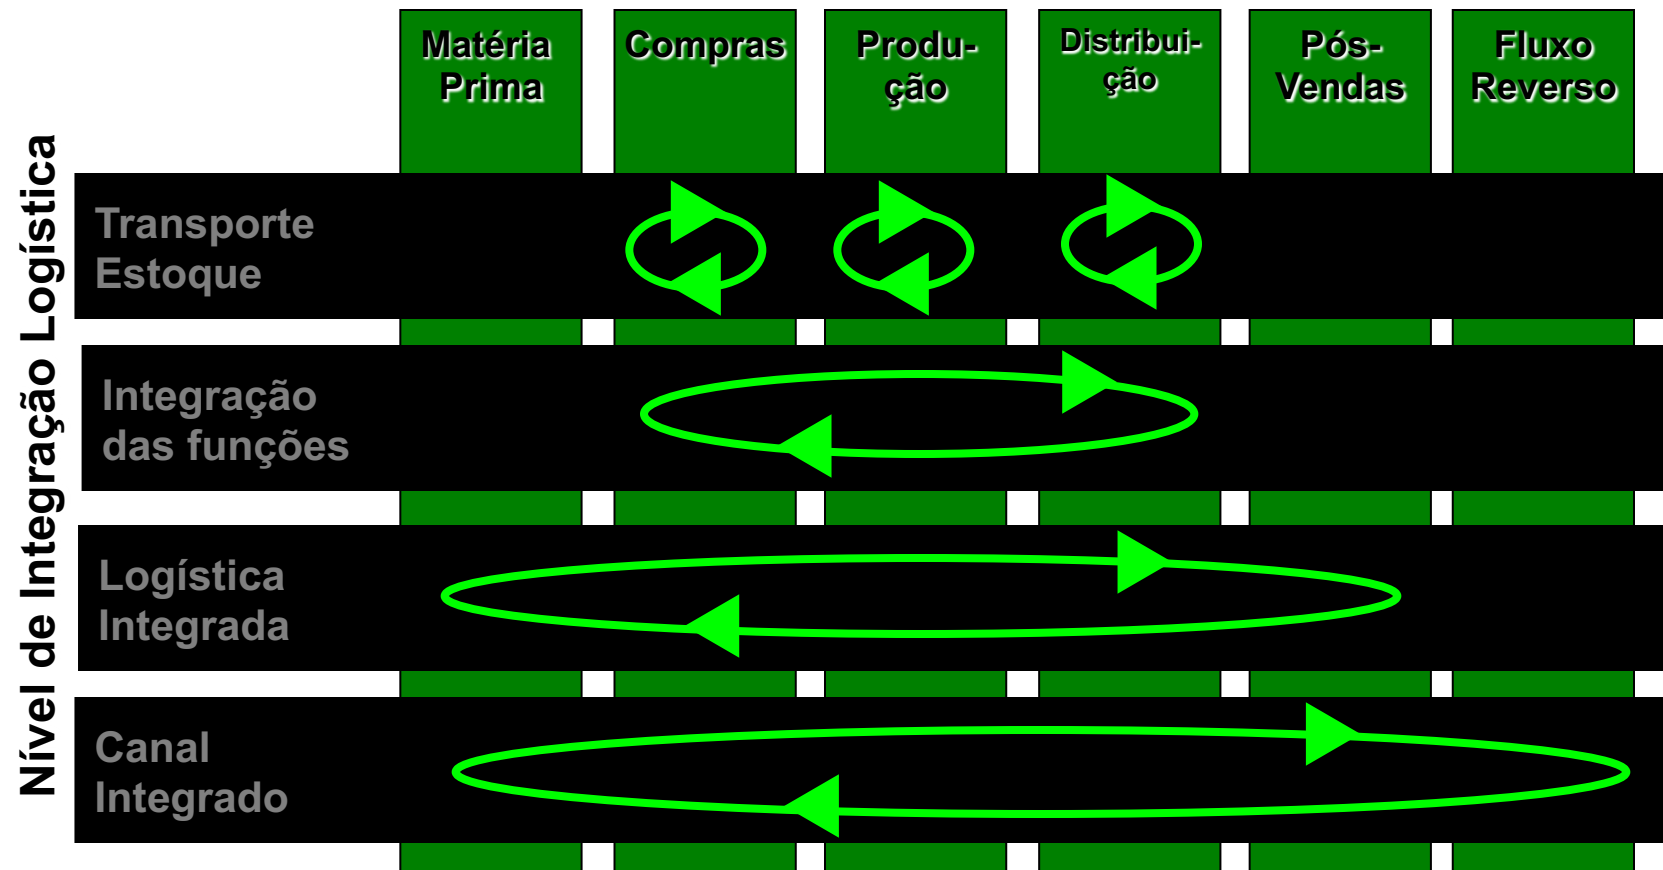 Matéria
Prima
Compras
Produ-
ção
Distribui-
ção
Pós-
Vendas
Fluxo
Reverso
Nível de Integração Logística
Transporte
Estoque
Integração
das funções
Logística
Integrada
Canal
Integrado